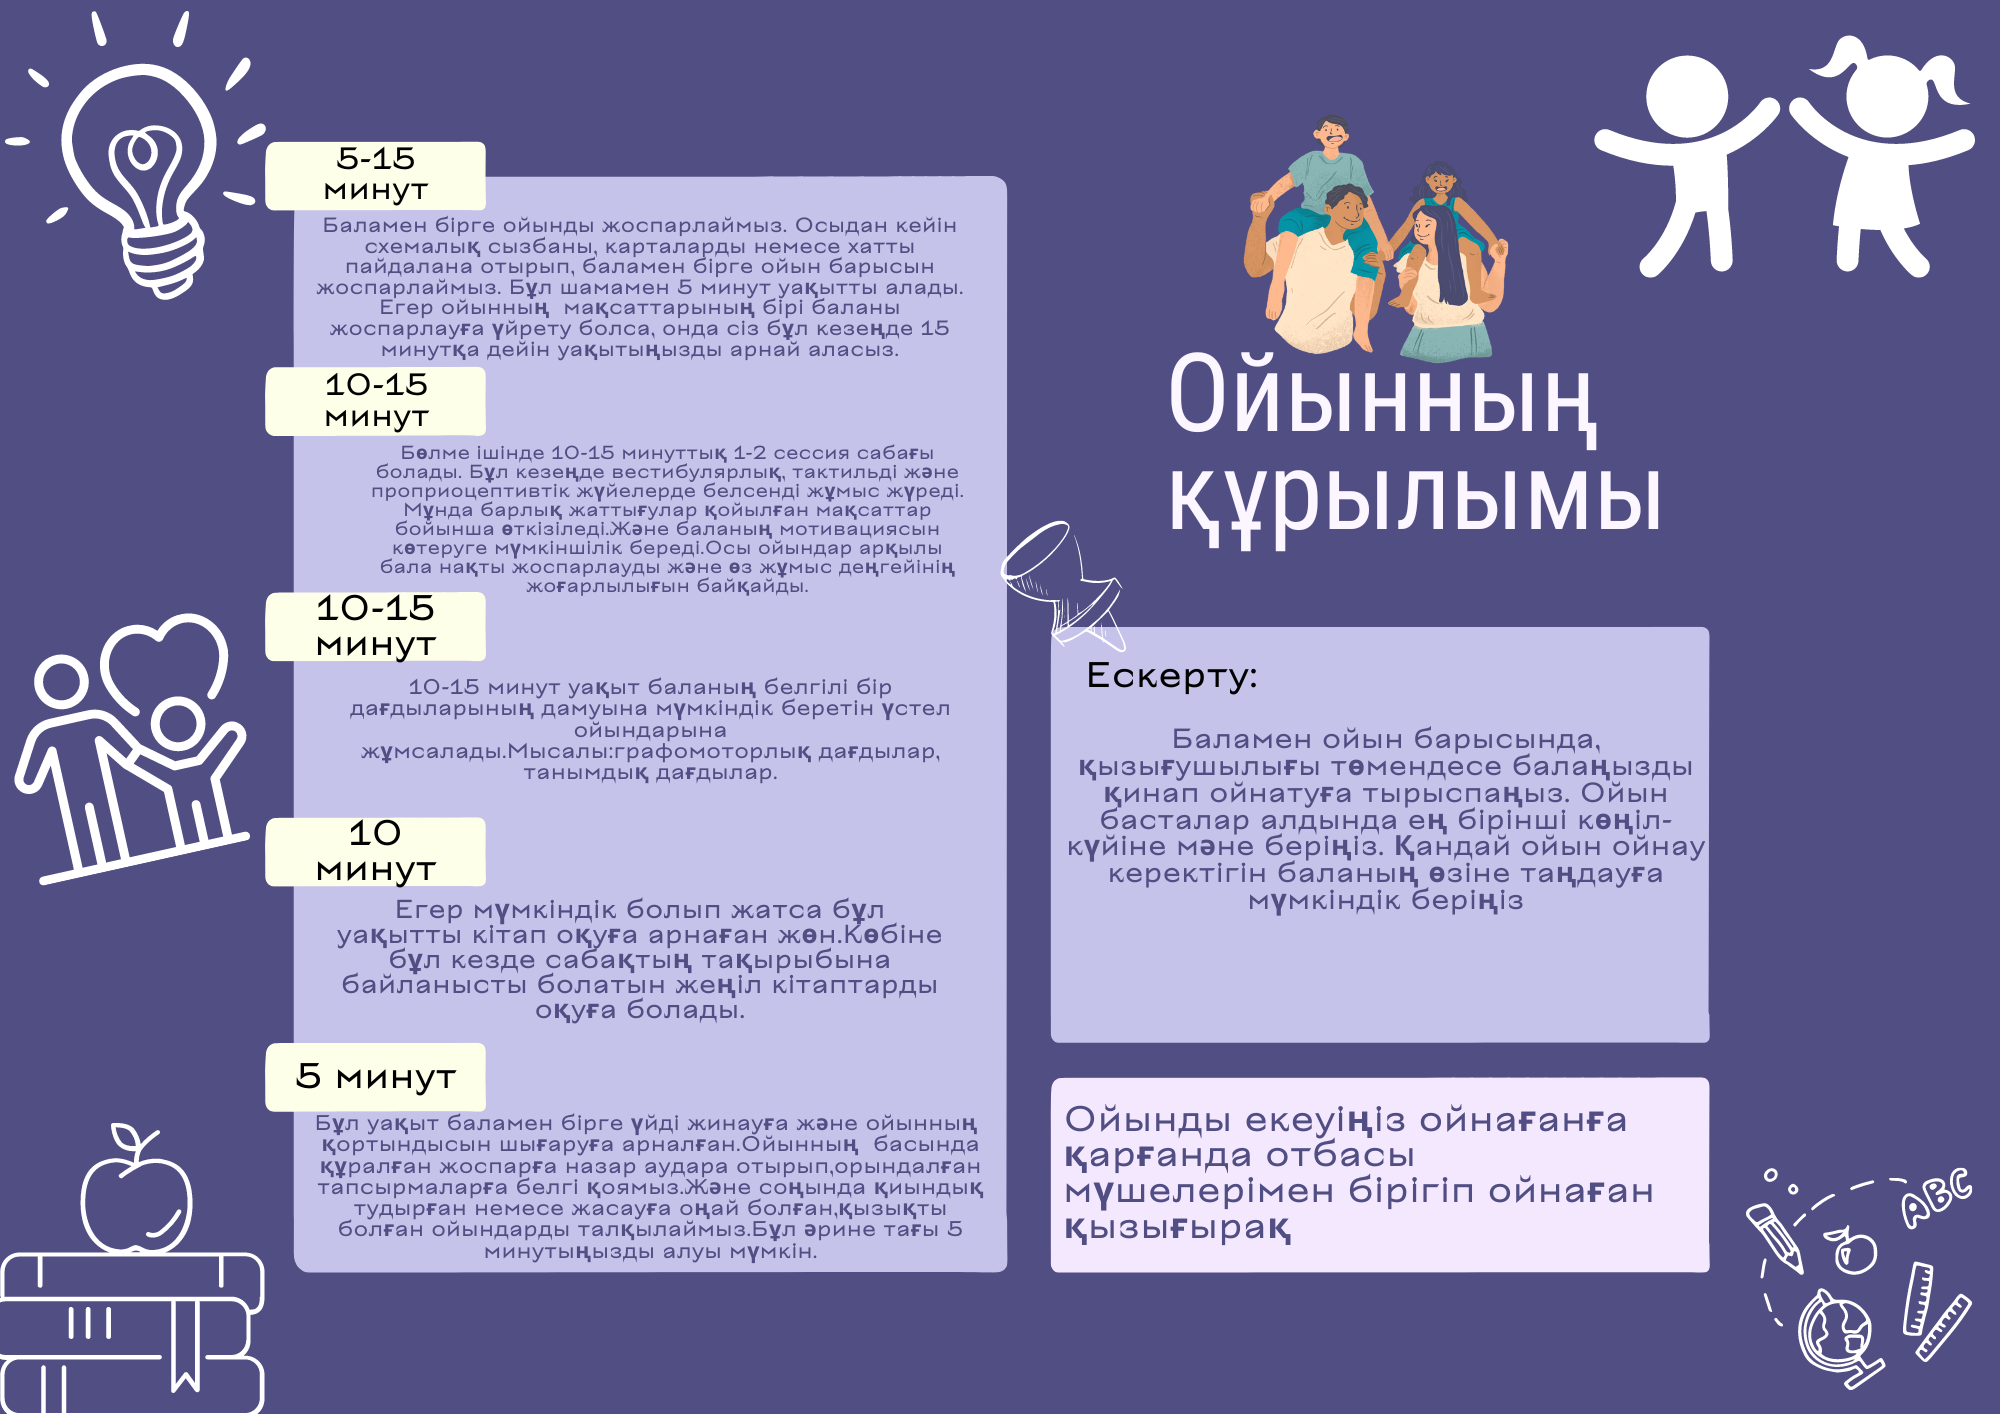 5-15
минут
Баламен бірге ойынды жоспарлаймыз. Осыдан кейін
схемалық сызбаны, карталарды немесе хатты
пайдалана отырып, баламен бірге ойын барысын
жоспарлаймыз. Бұл шамамен 5 минут уақытты алады.
Егер ойынның  мақсаттарының бірі баланы
жоспарлауға үйрету болса, онда сіз бұл кезеңде 15
минутқа дейін уақытыңызды арнай аласыз.
10-15
минут
Бөлме ішінде 10-15 минуттық 1-2 сессия сабағы
болады. Бұл кезеңде вестибулярлық, тактильді және
проприоцептивтік жүйелерде белсенді жұмыс жүреді.
Мұнда барлық жаттығулар қойылған мақсаттар
бойынша өткізіледі.Және баланың мотивациясын
көтеруге мүмкіншілік береді.Осы ойындар арқылы
бала нақты жоспарлауды және өз жұмыс деңгейінің
жоғарлылығын байқайды.
10-15
минут
10-15 минут уақыт баланың белгілі бір
дағдыларының дамуына мүмкіндік беретін үстел
ойындарына
жұмсалады.Мысалы:графомоторлық дағдылар,
танымдық дағдылар.
10
минут
Егер мүмкіндік болып жатса бұл
уақытты кітап оқуға арнаған жөн.Көбіне
бұл кезде сабақтың тақырыбына
байланысты болатын жеңіл кітаптарды
оқуға болады.
5 минут
Бұл уақыт баламен бірге үйді жинауға және ойынның
қортындысын шығаруға арналған.Ойынның  басында
құралған жоспарға назар аудара отырып,орындалған
тапсырмаларға белгі қоямыз.Және соңында қиындық
тудырған немесе жасауға оңай болған,қызықты
болған ойындарды талқылаймыз.Бұл әрине тағы 5
минутыңызды алуы мүмкін.
Ойынның
құрылымы
Ескерту:
Баламен ойын барысында,
қызығушылығы төмендесе балаңызды
қинап ойнатуға тырыспаңыз. Ойын
басталар алдында ең бірінші көңіл-
күйіне мәне беріңіз. Қандай ойын ойнау
керектігін баланың өзіне таңдауға
мүмкіндік беріңіз
Ойынды екеуіңіз ойнағанға
қарғанда отбасы
мүшелерімен бірігіп ойнаған
қызығырақ
ABC